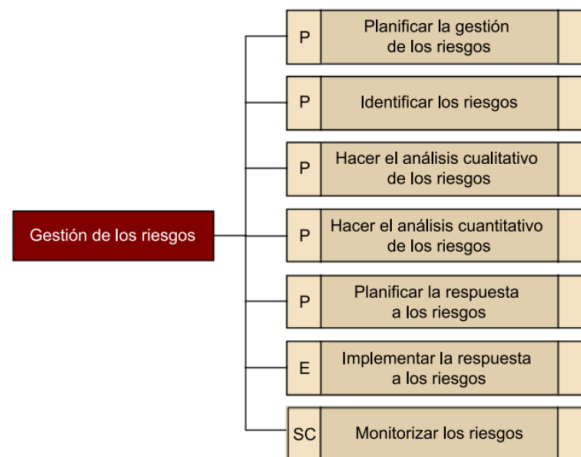 P
Planificar la gestión
de los riesgos
P
Identificar los riesgos
P
Hacer el análisis cualitativo
de los riesgos
Gestión de los riesgos
P
Hacer el análisis cuantitativo
de los riesgos
P
Planificar la respuesta
a los riesgos
E
Implementar la respuesta
a los riesgos
SC
Monitorizar los riesgos